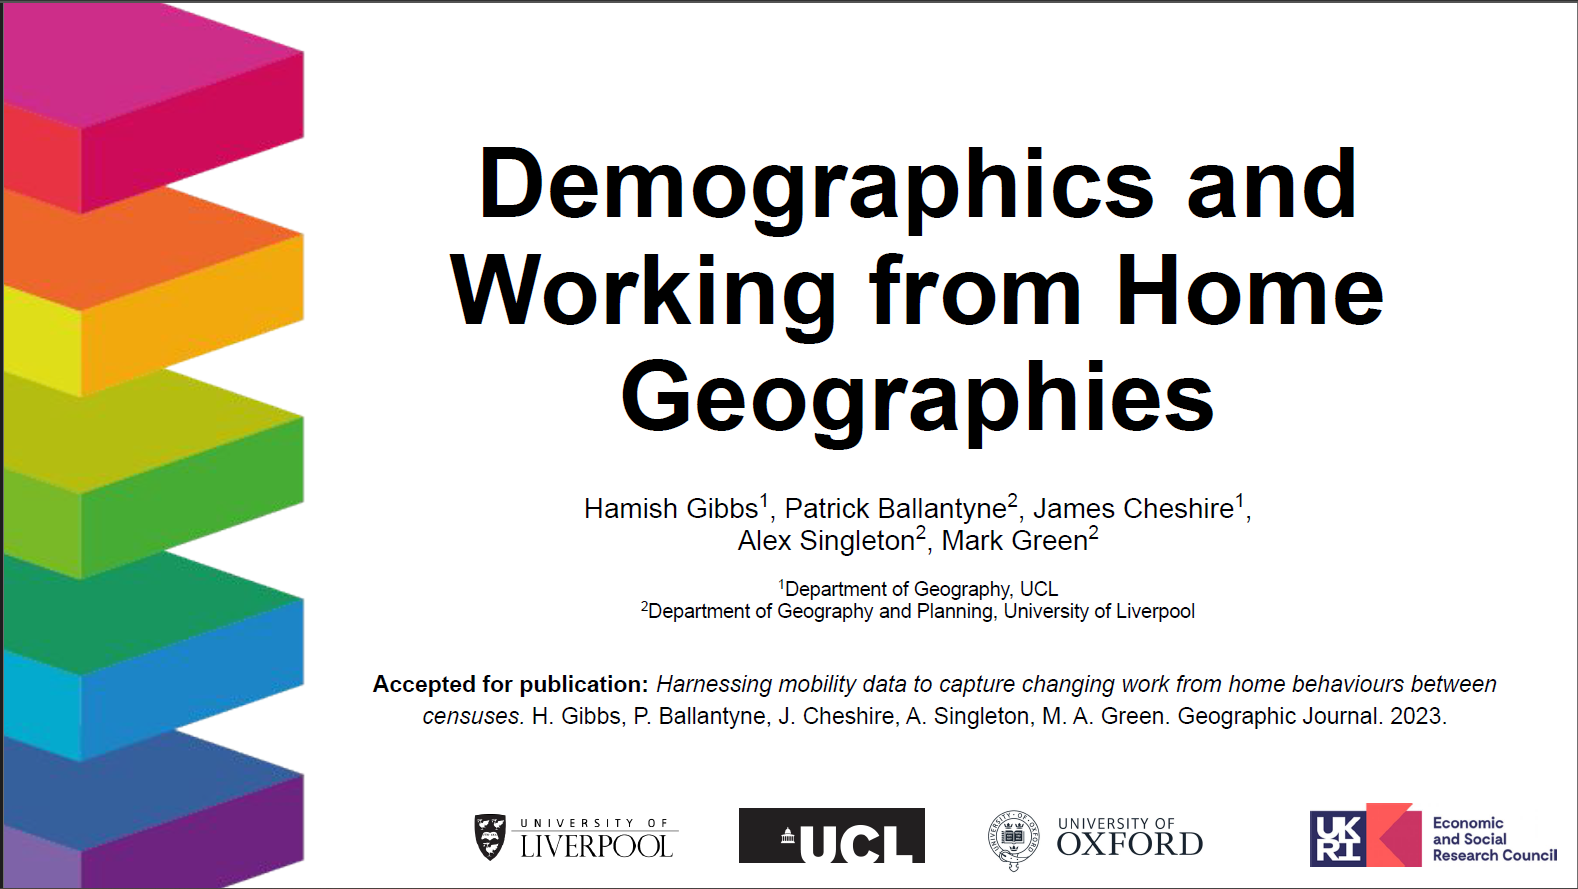 Demographics and
Working from Home
Geographies
Hamish Gibbs¹, Patrick Ballantyne², James Cheshire¹,
Alex Singleton², Mark Green²
¹Department of Geography, UCL
²Department of Geography and Planning, University of Liverpool
Accepted for publication: Harnessing mobility data to capture changing work from home behaviours between
censuses. H. Gibbs, P. Ballantyne, J. Cheshire, A. Singleton, M. A. Green. Geographic Journal. 2023.
UNIVERSITY OF
LIVERPOOL
UCL
UNIVERSITY OF
OXFORD
UK
RI
Economic
and Social
Research Council